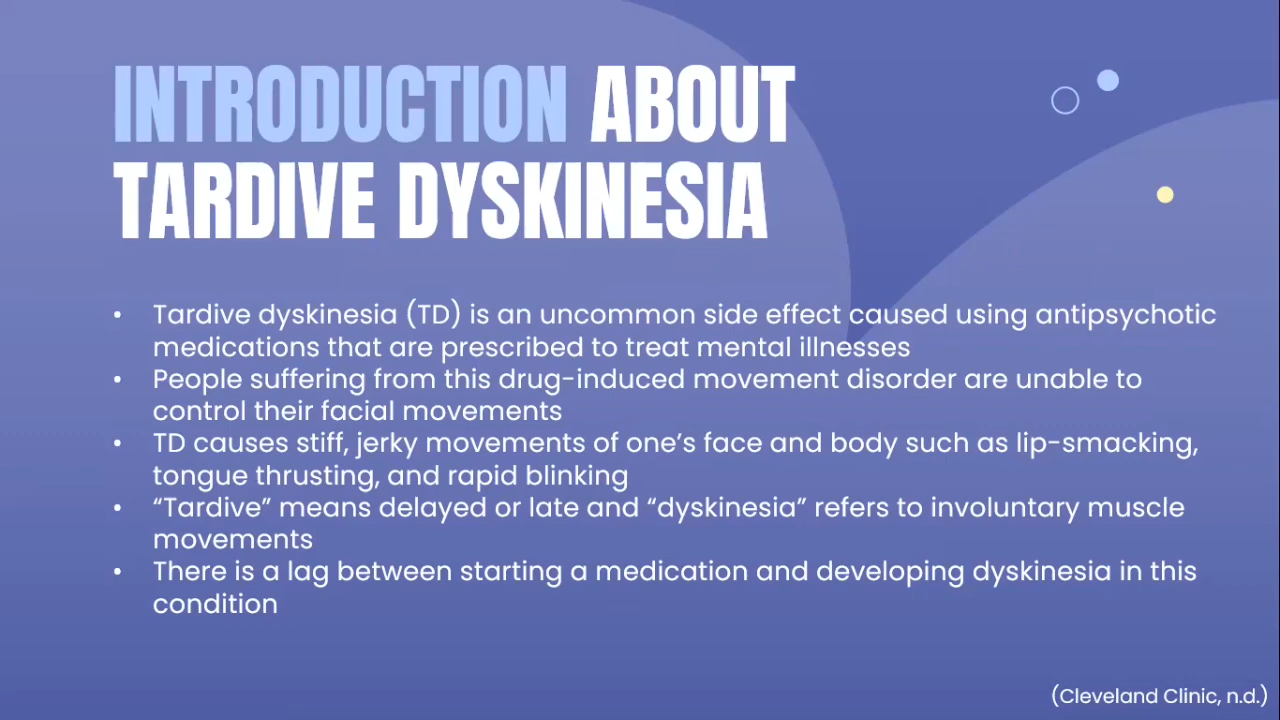 INTRODUCTION ABOUT
TARDIVE DYSKINESIA
• Tardive dyskinesia (TD) is an uncommon side effect caused using antipsychotic
medications that are prescribed to treat mental illnesses
• People suffering from this drug-induced movement disorder are unable to
control their facial movements
• TD causes stiff, jerky movements of one’s face and body such as lip-smacking,
tongue thrusting, and rapid blinking
• “Tardive” means delayed or late and “dyskinesia” refers to involuntary muscle
movements
• There is a lag between starting a medication and developing dyskinesia in this
condition
(Cleveland Clinic, n.d.)